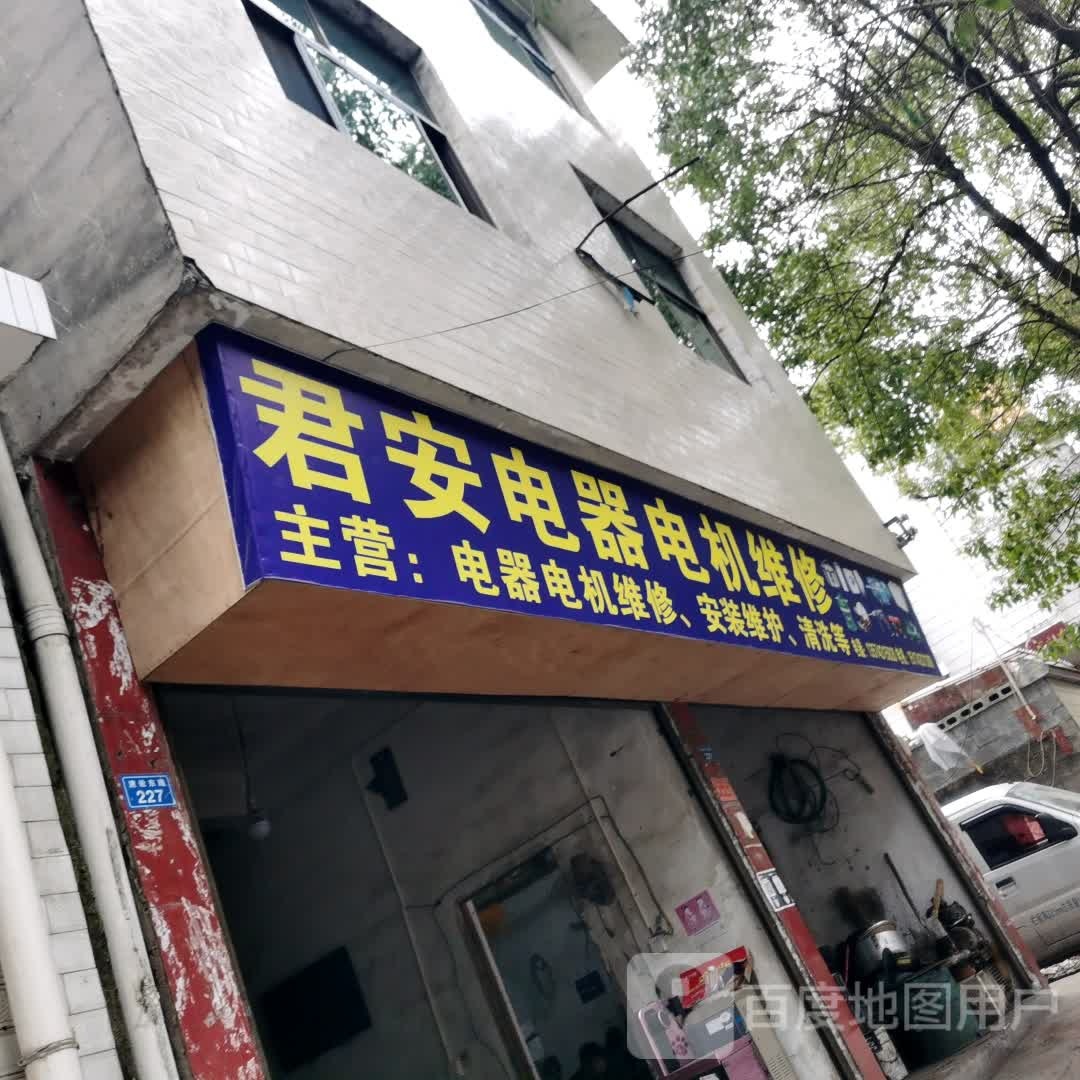 君安电器电机维修
主营：电器电机维修、安装维护、清洗等
227
百度地图用户